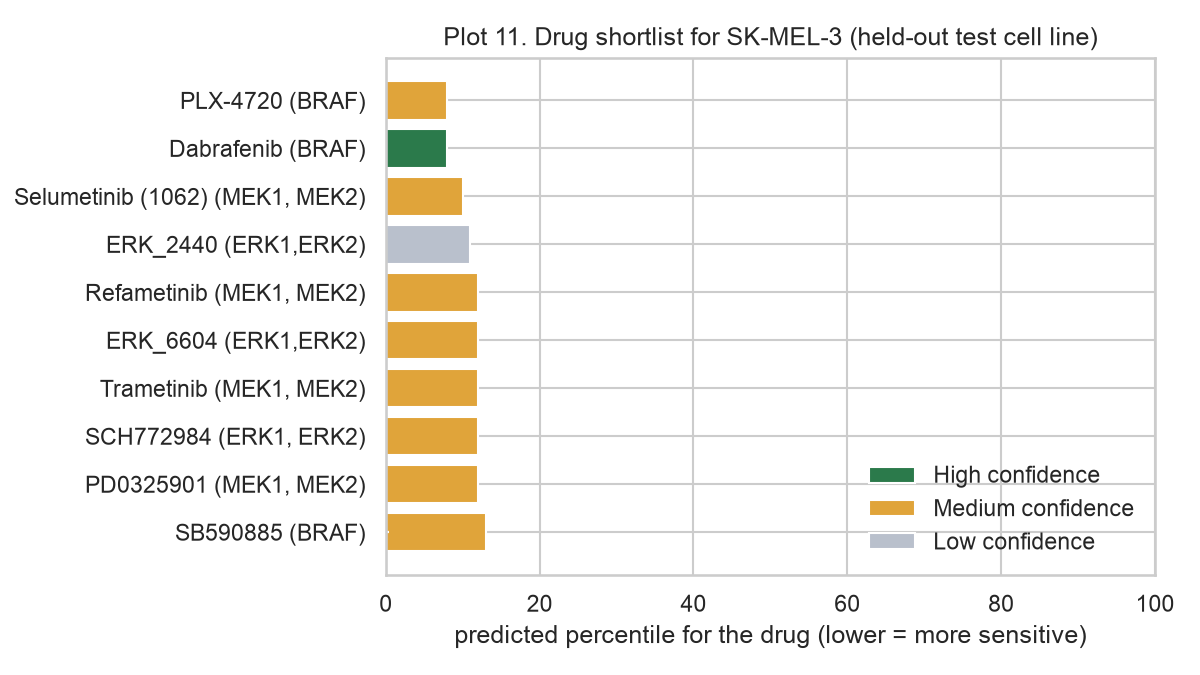 Plot 11. Drug shortlist for SK-MEL-3 (held-out test cell line)
PLX-4720 (BRAF)
Dabrafenib (BRAF)
Selumetinib (1062) (MEK1, MEK2)
ERK_2440 (ERK1,ERK2)
Refametinib (MEK1, MEK2)
ERK_6604 (ERK1,ERK2)
Trametinib (MEK1, MEK2)
SCH772984 (ERK1, ERK2)
PD0325901 (MEK1, MEK2)
SB590885 (BRAF)
High confidence
Medium confidence
Low confidence
0 20 40 60 80 100
predicted percentile for the drug (lower = more sensitive)